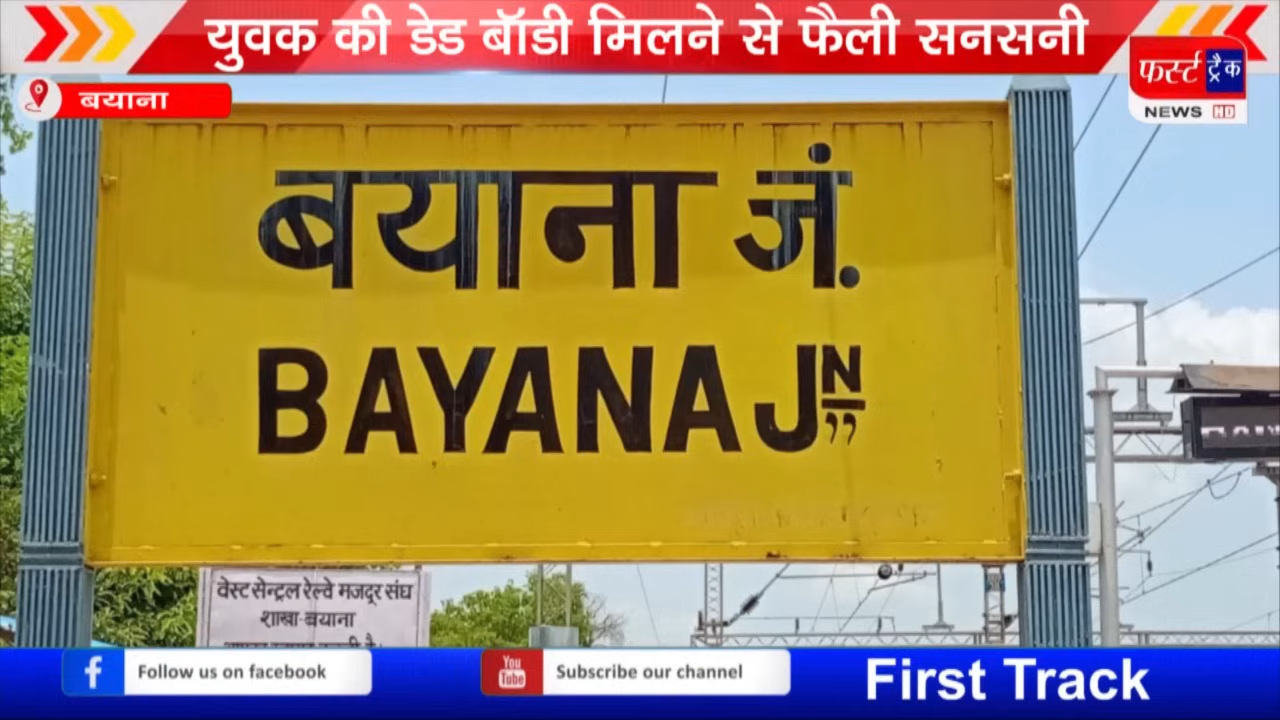 युवक की डेड बॉडी मिलने से फैली सनसनी
फर्स्ट ट्रैक
NEWS HD
बयाना
बयाना जं.
BAYANA JN
वेस्ट सेन्ट्रल रेल्वे मजदूर संघ
शाखा-बयाना
Follow us on facebook
You Tube
Subscribe our channel
First Track